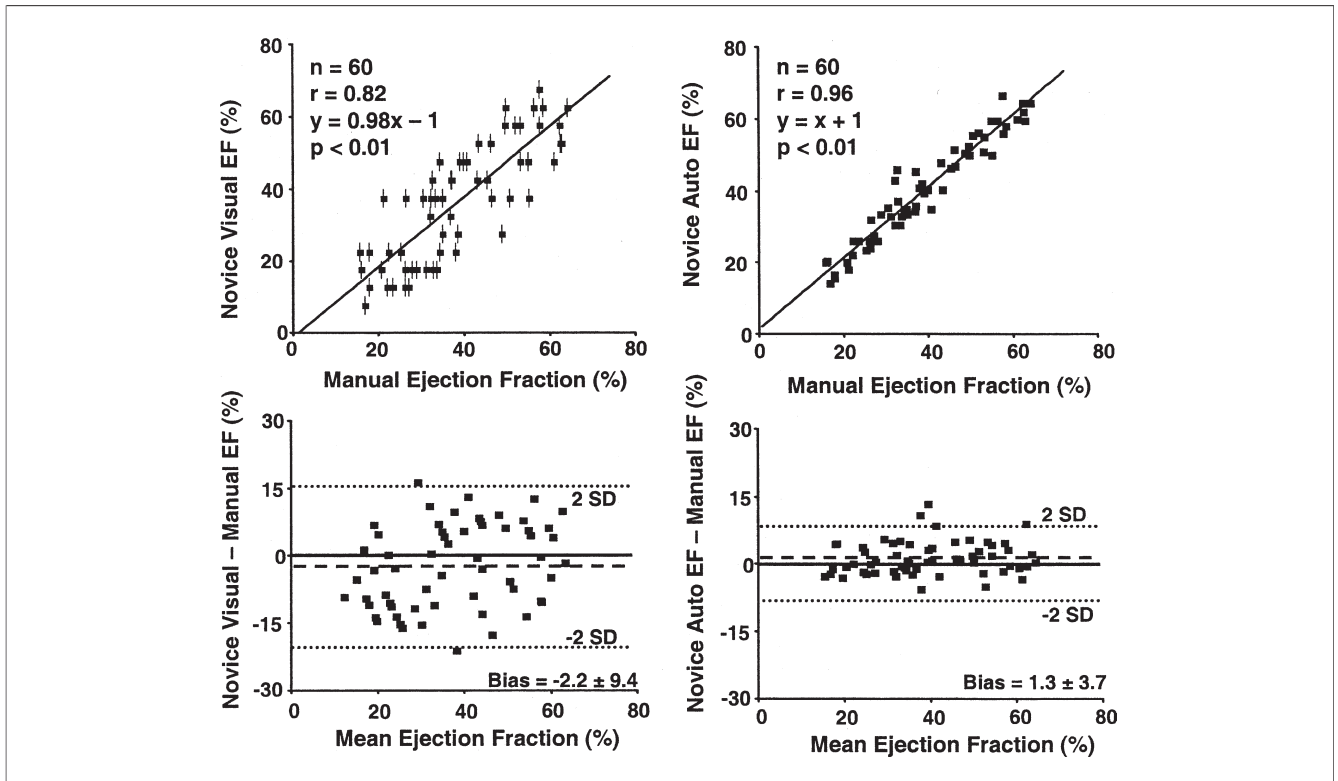 80
60
40
20
0
Novice Visual EF (%)
n = 60
r = 0.82
y = 0.98x – 1
p < 0.01
0 20 40 60 80
Manual Ejection Fraction (%)
80
60
40
20
0
Novice Auto EF (%)
n = 60
r = 0.96
y = x + 1
p < 0.01
0 20 40 60 80
Manual Ejection Fraction (%)
30
15
0
-15
-30
Novice Visual – Manual EF (%)
2 SD
-2 SD
Bias = -2.2 ± 9.4
0 20 40 60 80
Mean Ejection Fraction (%)
30
15
0
-15
-30
Novice Auto EF – Manual EF (%)
2 SD
-2 SD
Bias = 1.3 ± 3.7
0 20 40 60 80
Mean Ejection Fraction (%)